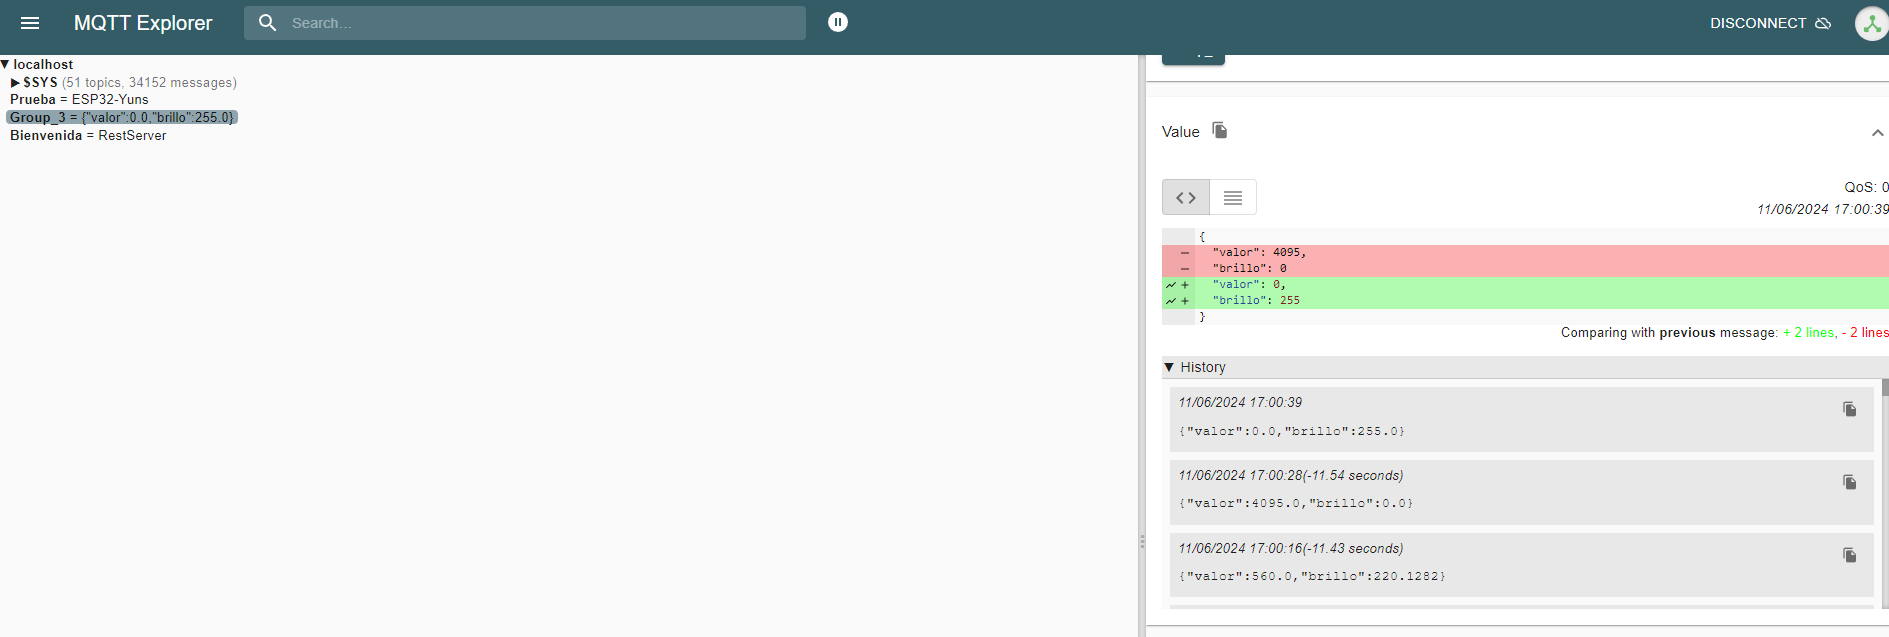 MQTT Explorer
Search...
DISCONNECT
▼ localhost
▶ $SYS (51 topics, 34152 messages)
Prueba = ESP32-Yuns
Group_3 = {"valor":0.0,"brillo":255.0}
Bienvenida = RestServer
Value
QoS: 0
11/06/2024 17:00:39
{
- "valor": 4095,
- "brillo": 0
+ "valor": 0,
+ "brillo": 255
}
Comparing with previous message: + 2 lines, - 2 lines
▼ History
11/06/2024 17:00:39
{"valor":0.0,"brillo":255.0}
11/06/2024 17:00:28(-11.54 seconds)
{"valor":4095.0,"brillo":0.0}
11/06/2024 17:00:16(-11.43 seconds)
{"valor":560.0,"brillo":220.1282}